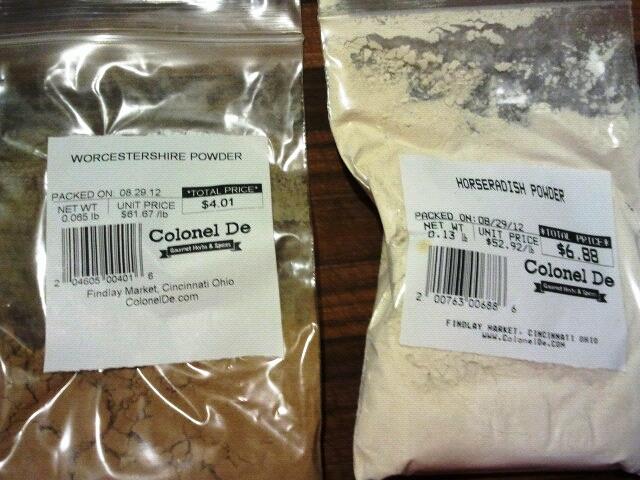 WORCESTERSHIRE POWDER
PACKED ON: 08.29.12
*TOTAL PRICE*
NET WT
0.065 lb
UNIT PRICE
$61.67 /lb
$4.01
Colonel De
Gourmet Herbs & Spices
2 04605 00401 6
Findlay Market, Cincinnati Ohio
ColonelDe.com
HORSERADISH POWDER
PACKED ON: 08/29/12
*TOTAL PRICE*
NET WT
0.13 lb
UNIT PRICE
$52.92/lb
$6.88
Colonel De
Gourmet Herbs & Spices
2 00763 00688 6
FINDLAY MARKET, CINCINNATI OHIO
WWW.ColonelDe.COM